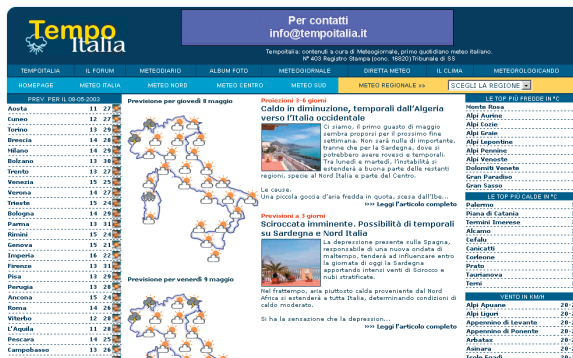 Tempo
Italia
Per contatti
info@tempoitalia.it
Tempoitalia: contenuti a cura di Meteogiornale, primo quotidiano meteo italiano.
N° 403 Registro Stampa (conc. 16820) Tribunale di SS
TEMPOITALIA IL FORUM METEODIARIO ALBUM FOTO METEOGIORNALE DIRETTA METEO IL CLIMA METEOROLOGICANDO
HOMEPAGE METEO ITALIA METEO NORD METEO CENTRO METEO SUD METEO REGIONALE »» SCEGLI LA REGIONE
PREV. PER IL 08-05-2003
Aosta 11 27
Cuneo 12 27
Torino 13 29
Brescia 14 28
Milano 14 29
Bolzano 13 30
Trento 13 27
Venezia 15 25
Verona 14 27
Trieste 15 24
Bologna 14 29
Parma 13 31
Rimini 15 24
Genova 15 21
Imperia 16 22
Firenze 13 31
Pisa 13 29
Perugia 13 28
Ancona 15 24
Roma 14 26
Viterbo 12 28
L'Aquila 11 28
Pescara 14 25
Campobasso 13 26
Previsione per giovedì 8 maggio
Previsione per venerdì 9 maggio
Proiezioni 3-6 giorni
Caldo in diminuzione, temporali dall'Algeria
verso l'Italia occidentale
Ci siamo, il primo guasto di maggio
sembra proporsi per il prossimo fine
settimana. Non sarà nulla di importante,
tranne che per la Sardegna, dove si
potrebbero avere rovesci e temporali.
Tra lunedì e martedì, l'instabilità si
estenderà a buona parte delle restanti
regioni, specie al Nord Italia e parte del Centro.
Le cause.
Una piccola goccia d'aria fredda in quota, scesa dall'Ibe...
»»» Leggi l'articolo completo
Previsioni a 3 giorni
Sciroccata imminente. Possibilità di temporali
su Sardegna e Nord Italia
La depressione presente sulla Spagna,
responsabile di una nuova ondata di
maltempo, tenderà ad influenzare entro
la giornata di oggi la Sardegna
apportando intensi venti di Scirocco e
nubi stratificate.
Nel frattempo, aria piuttosto calda proveniente dal Nord
Africa si estenderà a tutta Italia, determinando condizioni di
caldo moderato.
Si ha la sensazione che la depression...
»»» Leggi l'articolo completo
LE TOP PIÙ FREDDE IN °C
Monte Rosa
Alpi Aurine
Alpi Cozie
Alpi Graie
Alpi Lepontine
Alpi Pennine
Alpi Venoste
Dolomiti Venete
Gran Paradiso
Gran Sasso
LE TOP PIÙ CALDE IN °C
Palermo
Piana di Catania
Termini Imerese
Alcamo
Cefalu
Canicatti
Corleone
Prato
Taurianova
Terni
VENTO IN KM/H
Alpi Apuane 20-
Alpi Liguri 20-
Appennino di Levante 20-
Appennino di Ponente 20-
Arbatax 20-
Asinara 20-